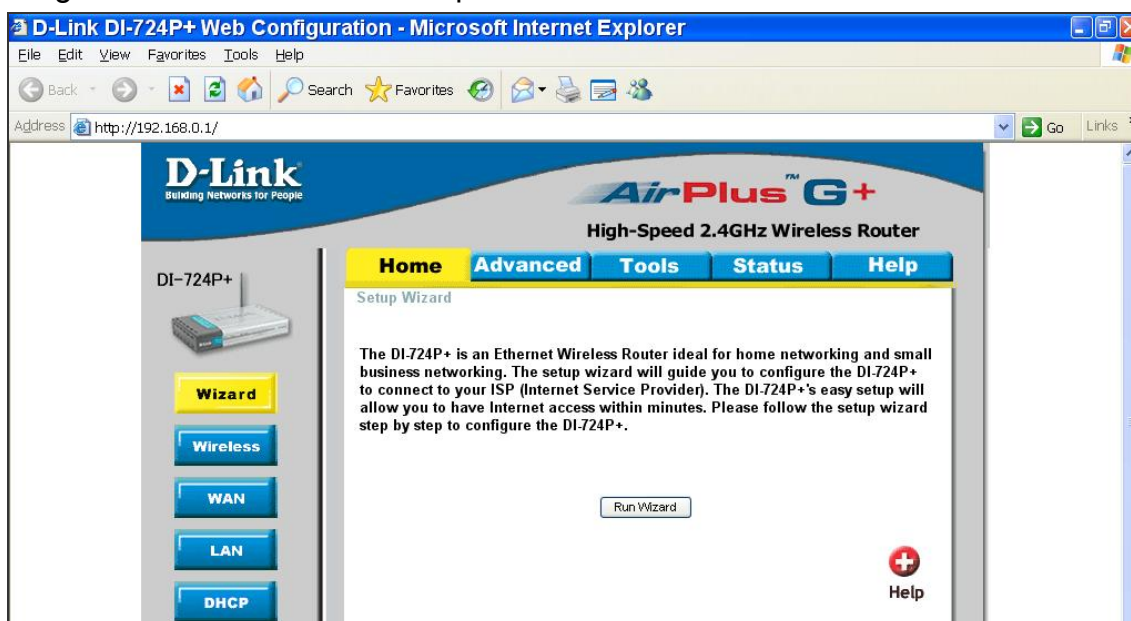 D-Link DI-724P+ Web Configuration - Microsoft Internet Explorer
File Edit View Favorites Tools Help
Back Search Favorites
Address http://192.168.0.1/ Go Links
D-Link
Building Networks for People
AirPlus™ G+
High-Speed 2.4GHz Wireless Router
DI-724P+
Home Advanced Tools Status Help
Setup Wizard
The DI-724P+ is an Ethernet Wireless Router ideal for home networking and small
business networking. The setup wizard will guide you to configure the DI-724P+
to connect to your ISP (Internet Service Provider). The DI-724P+'s easy setup will
allow you to have Internet access within minutes. Please follow the setup wizard
step by step to configure the DI-724P+.
Wizard
Wireless
WAN
Run Wizard
LAN
Help
DHCP